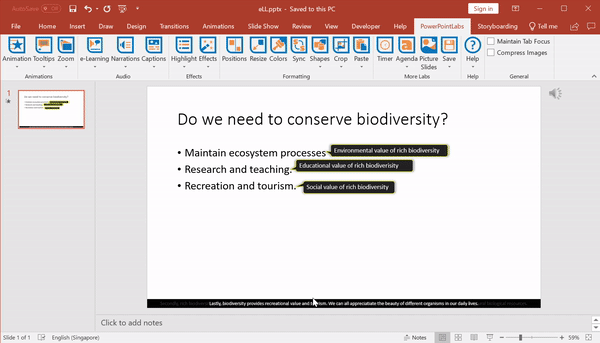 AutoSave Off eLL.pptx - Saved to this PC Sign in
File Home Insert Draw Design Transitions Animations Slide Show Review View Developer Help PowerPointLabs Storyboarding Tell me Share
Animation Tooltips Zoom e-Learning Narrations Captions Highlight Effects Positions Resize Colors Sync Shapes Crop Paste Timer Agenda Picture Slides Save Help
Maintain Tab Focus
Compress Images
Animations Audio Effects Formatting More Labs Help General
1
Do we need to conserve biodiversity?
• Maintain ecosystem processes Environmental value of rich biodiversity
• Research and teaching. Educational value of rich biodiverisity
• Recreation and tourism. Social value of rich biodiversity
Lastly, biodiversity provides recreational value and tourism. We can all appreactiate the beauty of different organisms in our daily lives.
Click to add notes
Slide 1 of 1 English (Singapore) Notes 59%